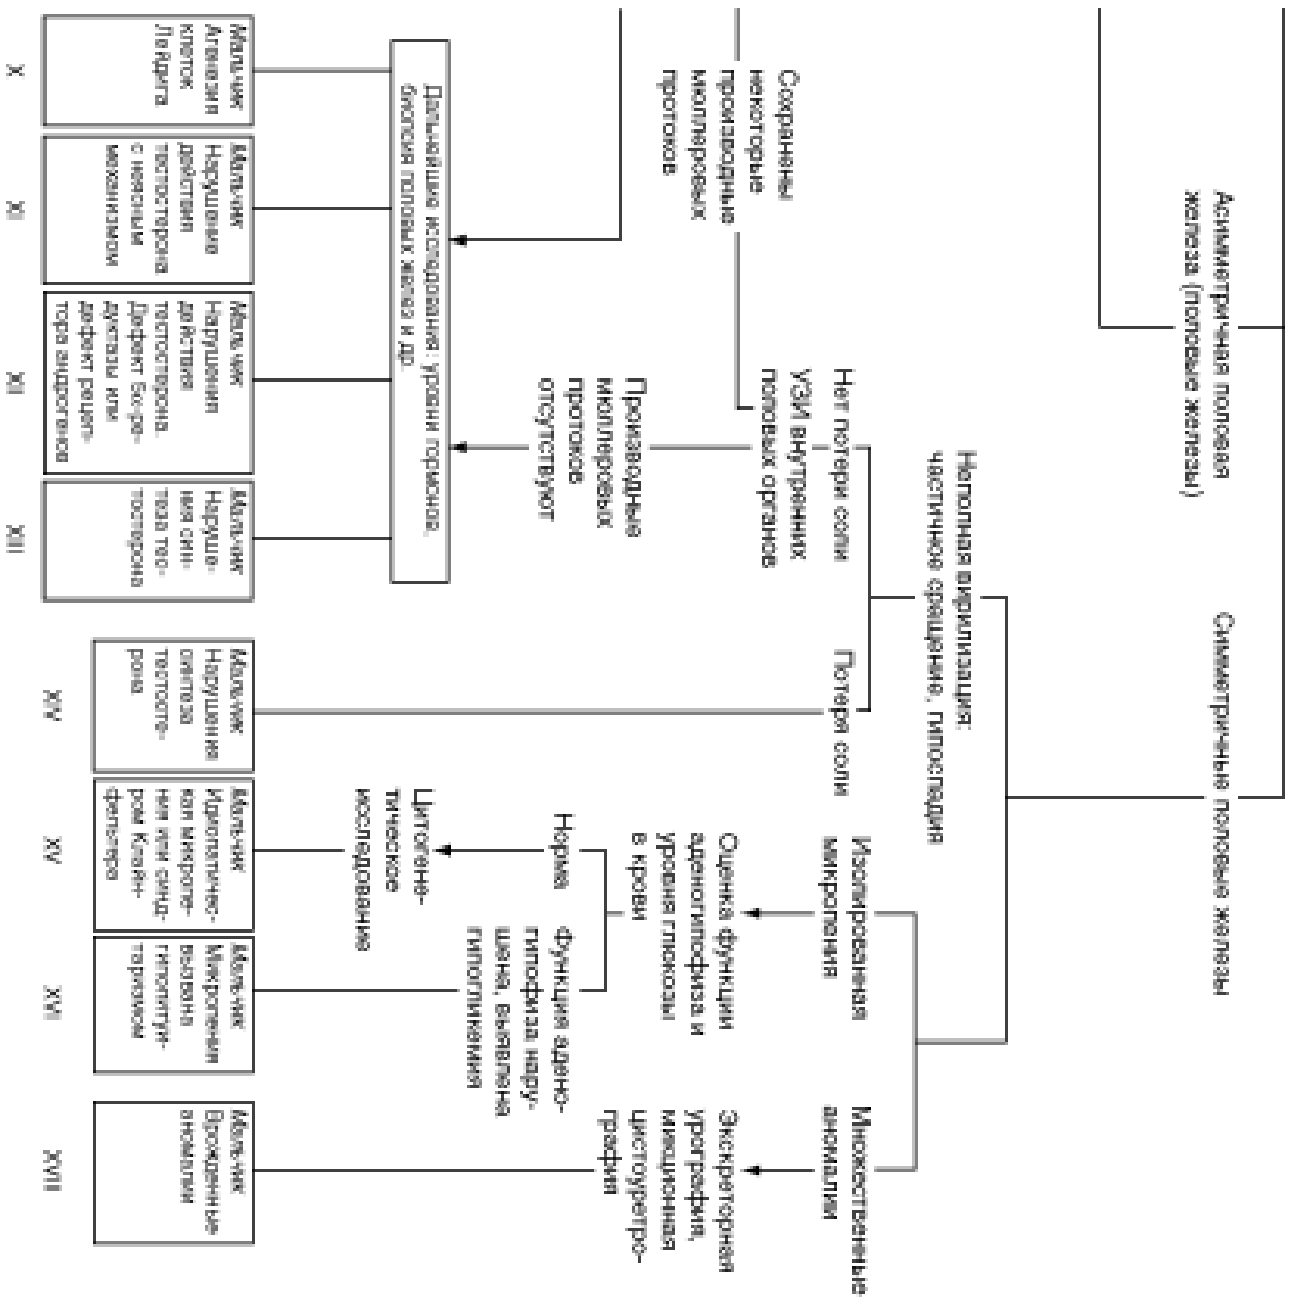 Асимметричная половая
железа (половые железы)
Симметричные половые железы
Неполная вирилизация:
частичное сращение, гипоспадия
Нет потери соли
УЗИ внутренних
половых органов
Потеря соли
Изолированная
микропения
Множественные
аномалии
Сохранены
некоторые
производные
мюллеровых
протоков
Оценка функции
аденогипофиза и
уровня глюкозы
в крови
Экскреторная
урография,
микционная
цистоуретро-
графия
Производные
мюллеровых
протоков
отсутствуют
Норма
Функция адено-
гипофиза нару-
шена, выявлена
гипогликемия
Дальнейшие исследования: уровни гормонов,
биопсия половых желез и др.
Цитогене-
тическое
исследование
Мальчик
Аплазия
клеток
Лейдига
X
Мальчик
Нарушение
действия
тестостерона
с неясным
механизмом
XI
Мальчик
Нарушения
действия
тестостерона.
Дефект 5α-ре-
дуктазы или
дефект рецеп-
тора андрогенов
XII
Мальчик
Наруше-
ния син-
теза тес-
тостерона
XIII
Мальчик
Нарушения
синтеза
тестосте-
рона
XIV
Мальчик
Идиопатичес-
кая микропе-
ния или синд-
ром Клайн-
фельтера
XV
Мальчик
Микропения
вызвана
гипопитуи-
таризмом
XVI
Мальчик
Врожденные
аномалии
XVII